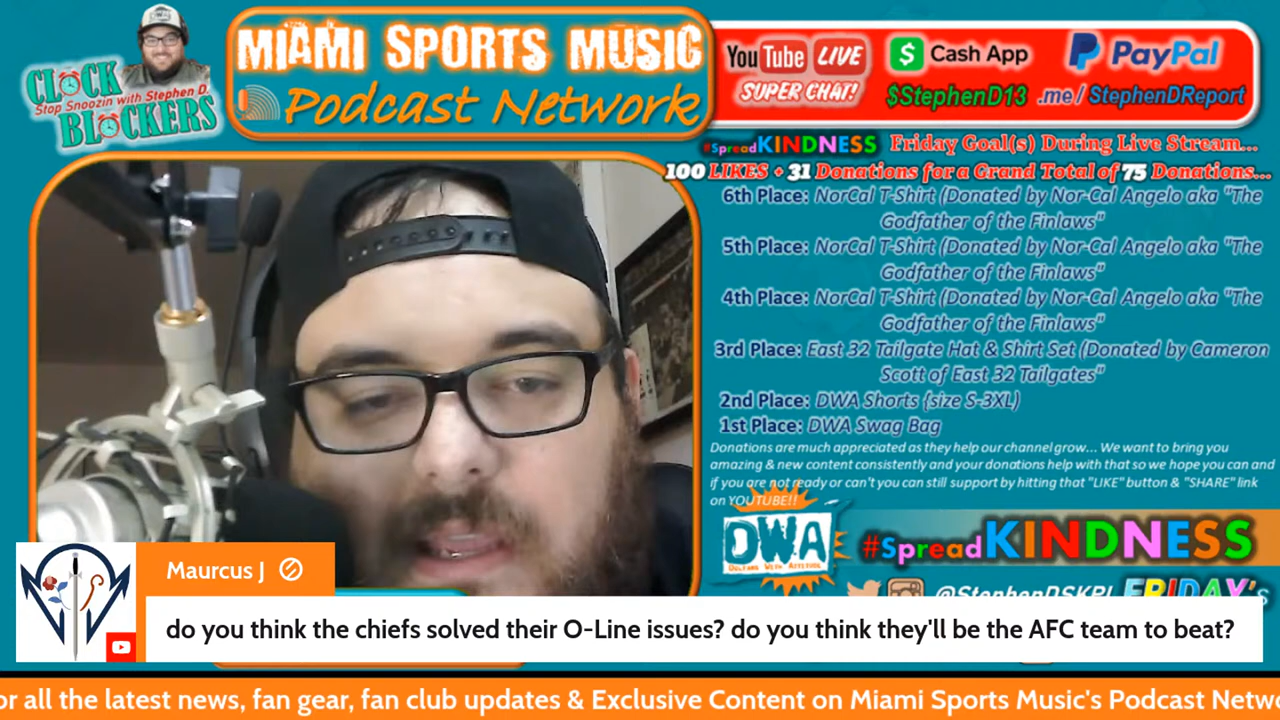 DWA
CLOCK
Stop Snoozin with Stephen D.
BLOCKERS
MIAMI SPORTS MUSIC
Podcast Network
YouTube LIVE
SUPER CHAT!
$ Cash App
$StephenD13
PayPal
.me/StephenDReport
#SpreadKINDNESS Friday Goal(s) During Live Stream...
100 LIKES + 31 Donations for a Grand Total of 75 Donations...
6th Place: NorCal T-Shirt (Donated by Nor-Cal Angelo aka "The
Godfather of the Finlaws"
5th Place: NorCal T-Shirt (Donated by Nor-Cal Angelo aka "The
Godfather of the Finlaws"
4th Place: NorCal T-Shirt (Donated by Nor-Cal Angelo aka "The
Godfather of the Finlaws"
3rd Place: East 32 Tailgate Hat & Shirt Set (Donated by Cameron
Scott of East 32 Tailgates"
2nd Place: DWA Shorts {size S-3XL)
1st Place: DWA Swag Bag
Donations are much appreciated as they help our channel grow... We want to bring you
amazing & new content consistently and your donations help with that so we hope you can and
if you are not ready or can't you can still support by hitting that "LIKE" button & "SHARE" link
on YOUTUBE!!
DWA
DOLFANS WITH ATTITUDE
#SpreadKINDNESS
@StephenDSKPL FRIDAY's
Maurcus J
do you think the chiefs solved their O-Line issues? do you think they'll be the AFC team to beat?
or all the latest news, fan gear, fan club updates & Exclusive Content on Miami Sports Music's Podcast Netw